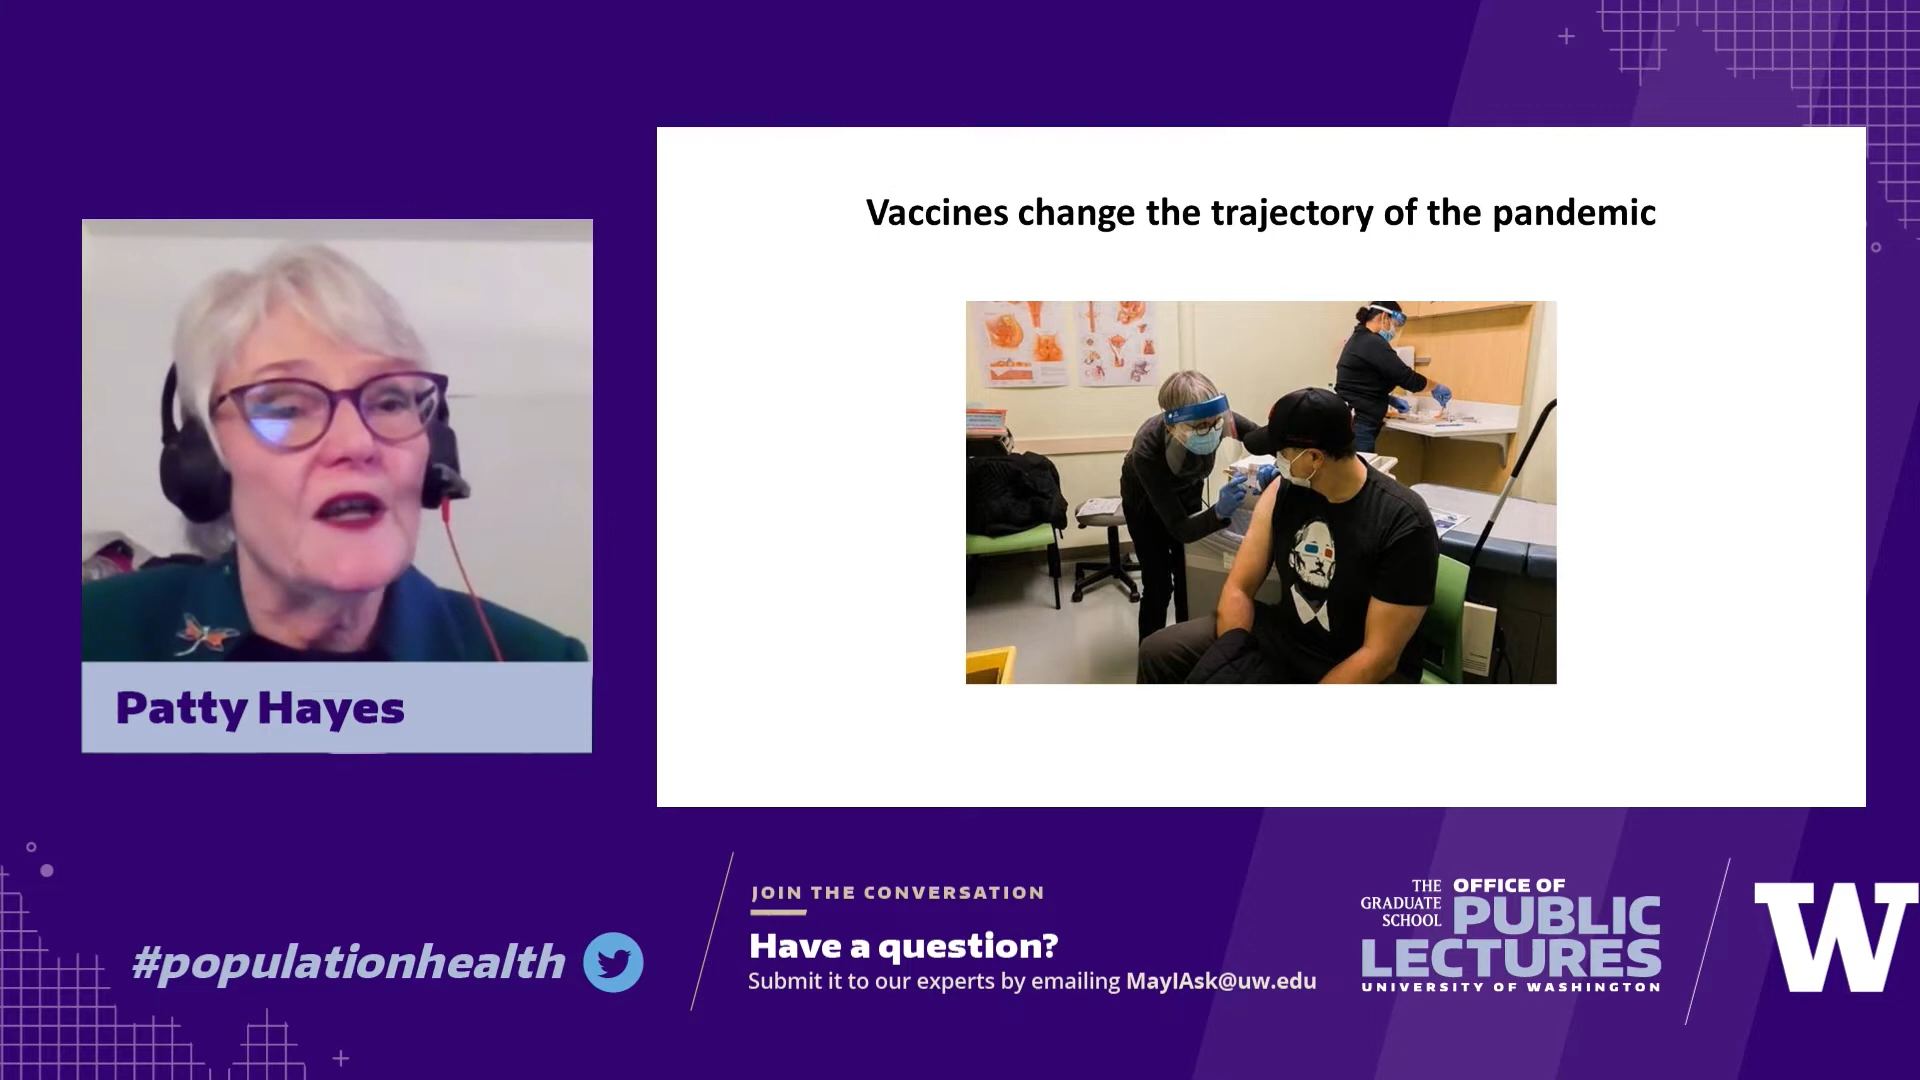 Vaccines change the trajectory of the pandemic
Patty Hayes
#populationhealth
JOIN THE CONVERSATION
Have a question?
Submit it to our experts by emailing MayIAsk@uw.edu
THE
GRADUATE
SCHOOL
OFFICE OF
PUBLIC
LECTURES
UNIVERSITY OF WASHINGTON
W